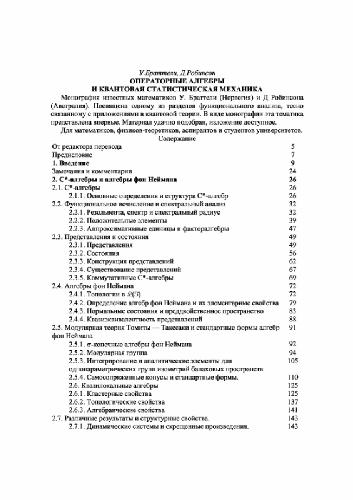 У.Браттели, Д.Робинсон
ОПЕРАТОРНЫЕ АЛГЕБРЫ
И КВАНТОВАЯ СТАТИСТИЧЕСКАЯ МЕХАНИКА
Монография известных математиков У. Браттели (Норвегия) и Д. Робинсона
(Австралия). Посвящена одному из разделов функционального анализа, тесно
связанному с приложениями в квантовой теории. В виде монографии эта тематика
представлена впервые. Материал удачно подобран, изложение доступное.
Для математиков, физиков-теоретиков, аспирантов и студентов университетов.
Содержание
От редактора перевода 5
Предисловие 7
1. Введение 9
Замечания и комментарии 24
2. С*-алгебры и алгебры фон Неймана 26
2.1. С*-алгебры 26
2.1.1. Основные определения и структура С*-алгебр 26
2.2. Функциональное исчисление и спектральный анализ 32
2.2.1. Резольвента, спектр и спектральный радиус 32
2.2.2. Положительные элементы 39
2.2.3. Аппроксимативные единицы и факторалгебры 47
2.3. Представления и состояния 49
2.3.1. Представления 49
2.3.2. Состояния 56
2.3.3. Конструкция представлений 62
2.3.4. Существование представлений 67
2.3.5. Коммутативные С*-алгебры 69
2.4. Алгебры фон Неймана 72
2.4.1. Топологии в 72
2.4.2. Определение алгебр фон Неймана и их элементарные свойства 79
2.4.3. Нормальные состояния и предвойственное пространство 83
2.4.4. Квазиэквивалентность представлений 88
2.5. Модулярная теория Томиты — Такесаки и стандартные формы алгебр 91
фон Неймана
2.5.1. σ-конечные алгебры фон Неймана 92
2.5.2. Модулярная группа 94
2.5.3. Интегрирование и аналитические элементы для 105
однопараметрических групп изометрий банаховых пространств
2.5.4. Самосопряженные конусы и стандартные формы. 110
2.6. Квазилокальные алгебры 125
2.6.1. Кластерные свойства 125
2.6.2. Топологические свойства 137
2.6.3. Алгебраические свойства 141
2.7. Различные результаты и структурные свойства. 143
2.7.1. Динамические системы и скрещенные произведения. 143